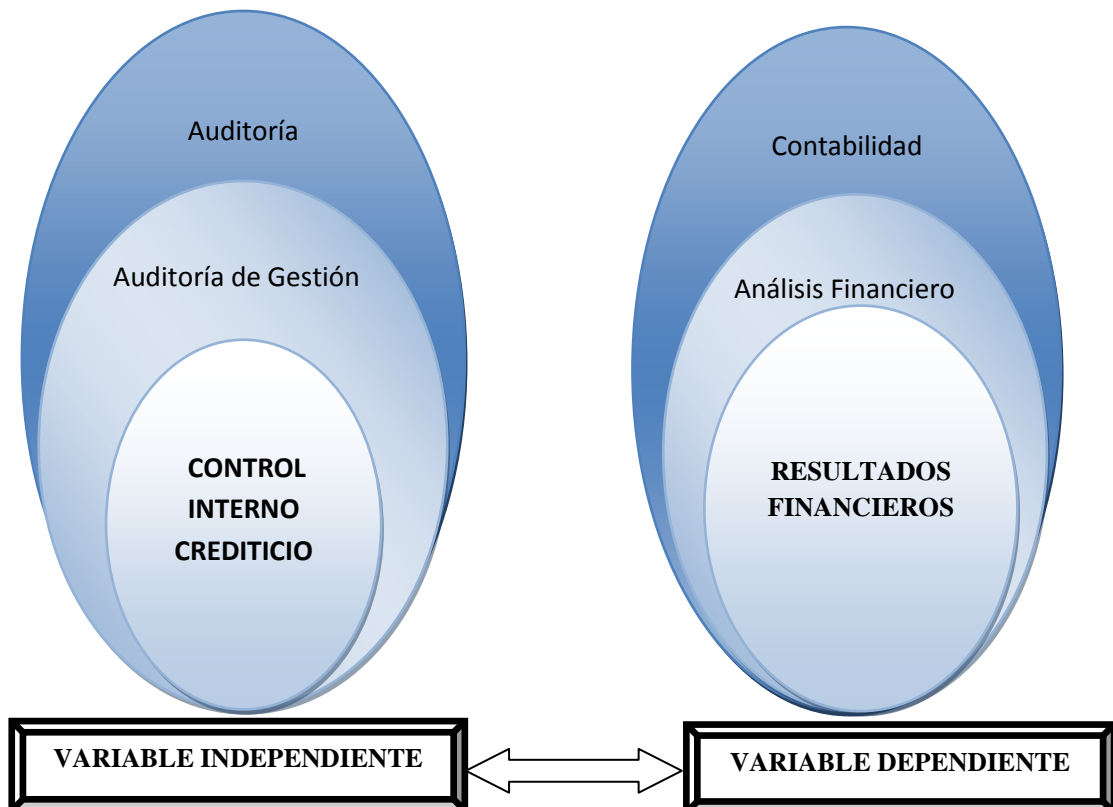 Auditoría
Auditoría de Gestión
CONTROL
INTERNO
CREDITICIO
VARIABLE INDEPENDIENTE
Contabilidad
Análisis Financiero
RESULTADOS
FINANCIEROS
VARIABLE DEPENDIENTE